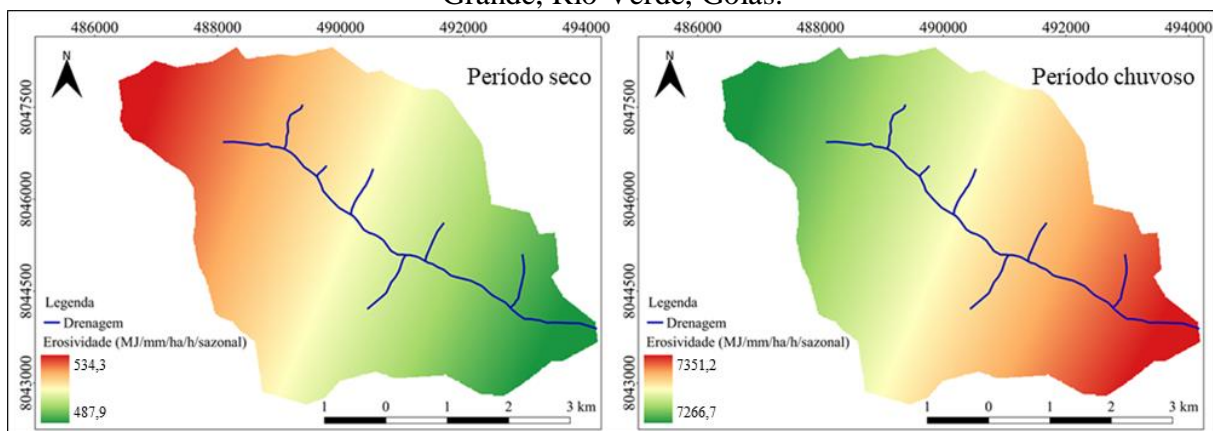 Grande, Rio Verde, Goiás.
486000 488000 490000 492000 494000
N
Período seco
8047500
8046000
8044500
8043000
Legenda
Drenagem
Erosividade (MJ/mm/ha/h/sazonal)
534,3
487,9
1 0 1 2 3 km
486000 488000 490000 492000 494000
N
Período chuvoso
8047500
8046000
8044500
8043000
Legenda
Drenagem
Erosividade (MJ/mm/ha/h/sazonal)
7351,2
7266,7
1 0 1 2 3 km